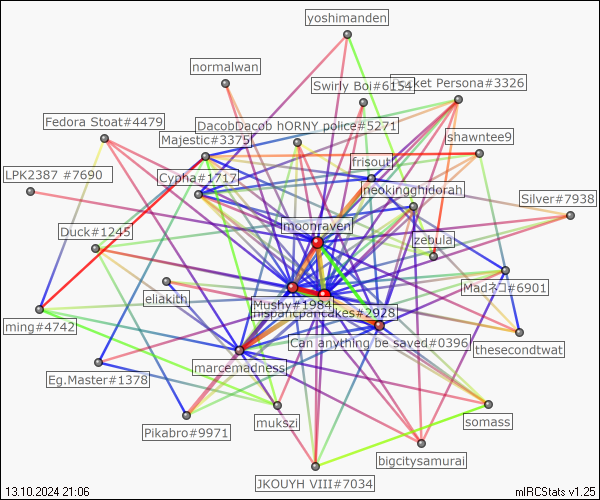 yoshimanden
normalwan
Swirly Boi#6154
ket Persona#3326
Fedora Stoat#4479
DacobDacob hORNY police#5271
Majestic#3375
shawntee9
frisout
LPK2387 #7690
Cypha#1717
neokingghidorah
Silver#7938
moonraven
Duck#1245
zebula
Mad礻コ#6901
eliakith
Mushy#1984
hispanicpancakes#2928
ming#4742
Can anything be saved#0396
thesecondtwat
marcemadness
Eg.Master#1378
mukszi
somass
Pikabro#9971
bigcitysamurai
JKOUYH VIII#7034
13.10.2024 21:06
mIRCStats v1.25